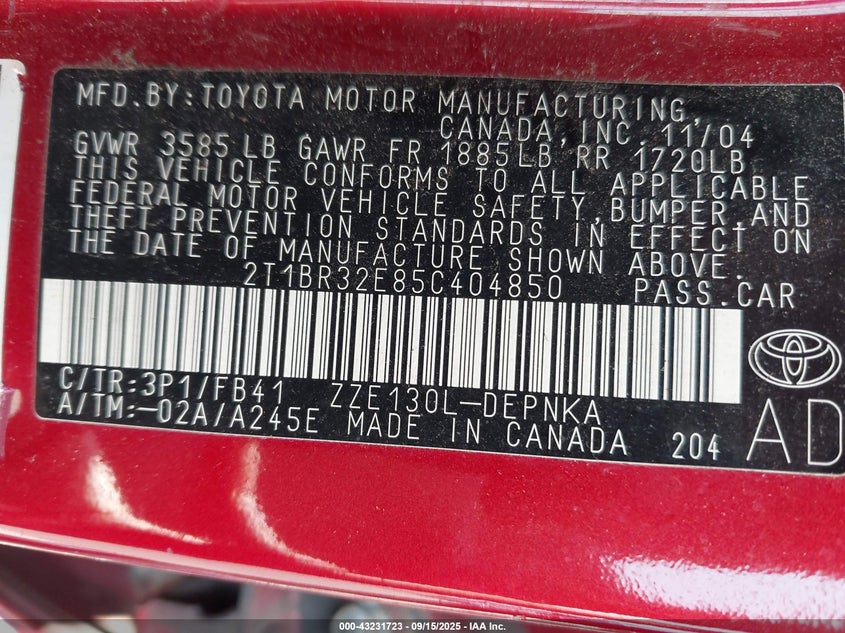 MFD.BY:TOYOTA MOTOR MANUFACTURING,
CANADA,INC. 11/04
GVWR 3585LB GAWR FR 1885LB RR 1720LB
THIS VEHICLE CONFORMS TO ALL APPLICABLE
FEDERAL MOTOR VEHICLE SAFETY,BUMPER,AND
THEFT PREVENTION STANDARDS IN EFFECT ON
THE DATE OF MANUFACTURE SHOWN ABOVE.
2T1BR32E85C404850 PASS.CAR
C/TR:3P1/FB41 ZZE130L-DEPNKA
A/TM:-02A/A245E MADE IN CANADA 204
AD
000-43231723 - 09/15/2025 - IAA Inc.